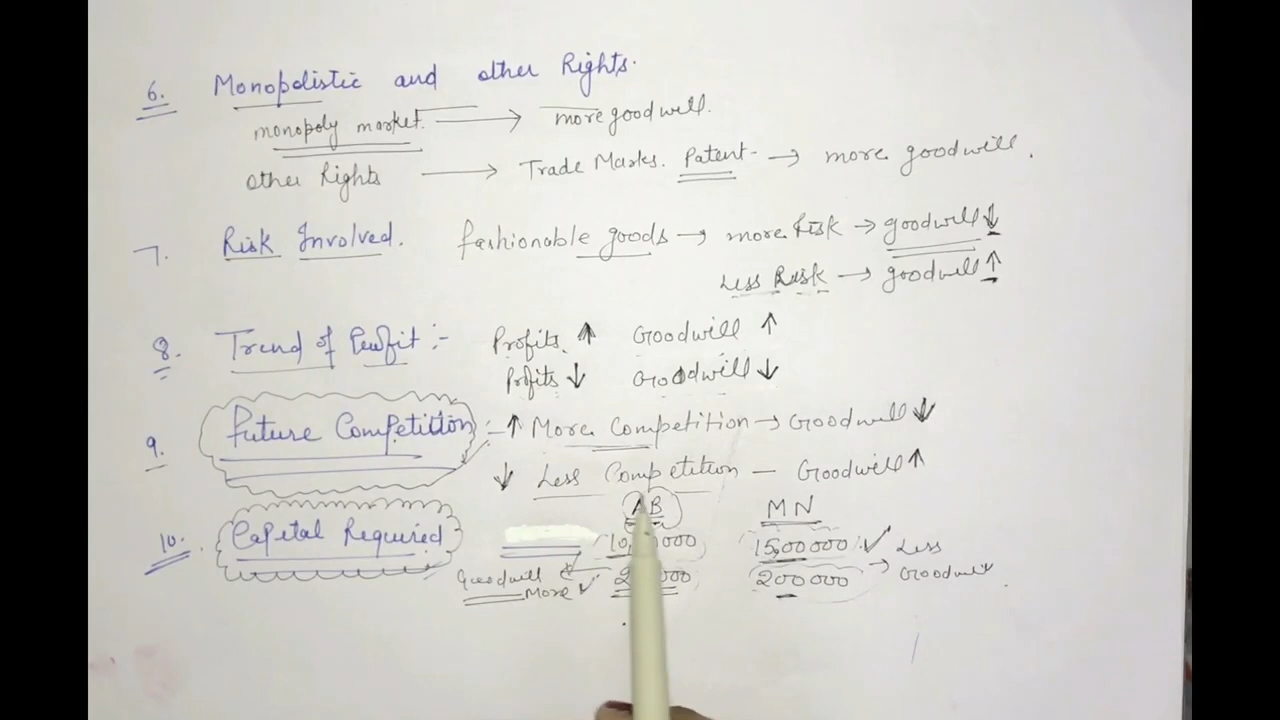 6. Monopolistic and other Rights.
monopoly market. → more goodwill.
other Rights → Trade Marks. Patent → more goodwill.
7. Risk Involved. fashionable goods → more Risk → goodwill ↓
Less Risk → goodwill ↑
8. Trend of Profit :- Profits ↑ Goodwill ↑
Profits ↓ Goodwill ↓
9. Future Competition :- ↑ More Competition → Goodwill ↓
↓ Less Competition — Goodwill ↑
AB MN
10. Capital Required 15,00000 ✓ Less
Goodwill 200000 → Goodwill
More ✓